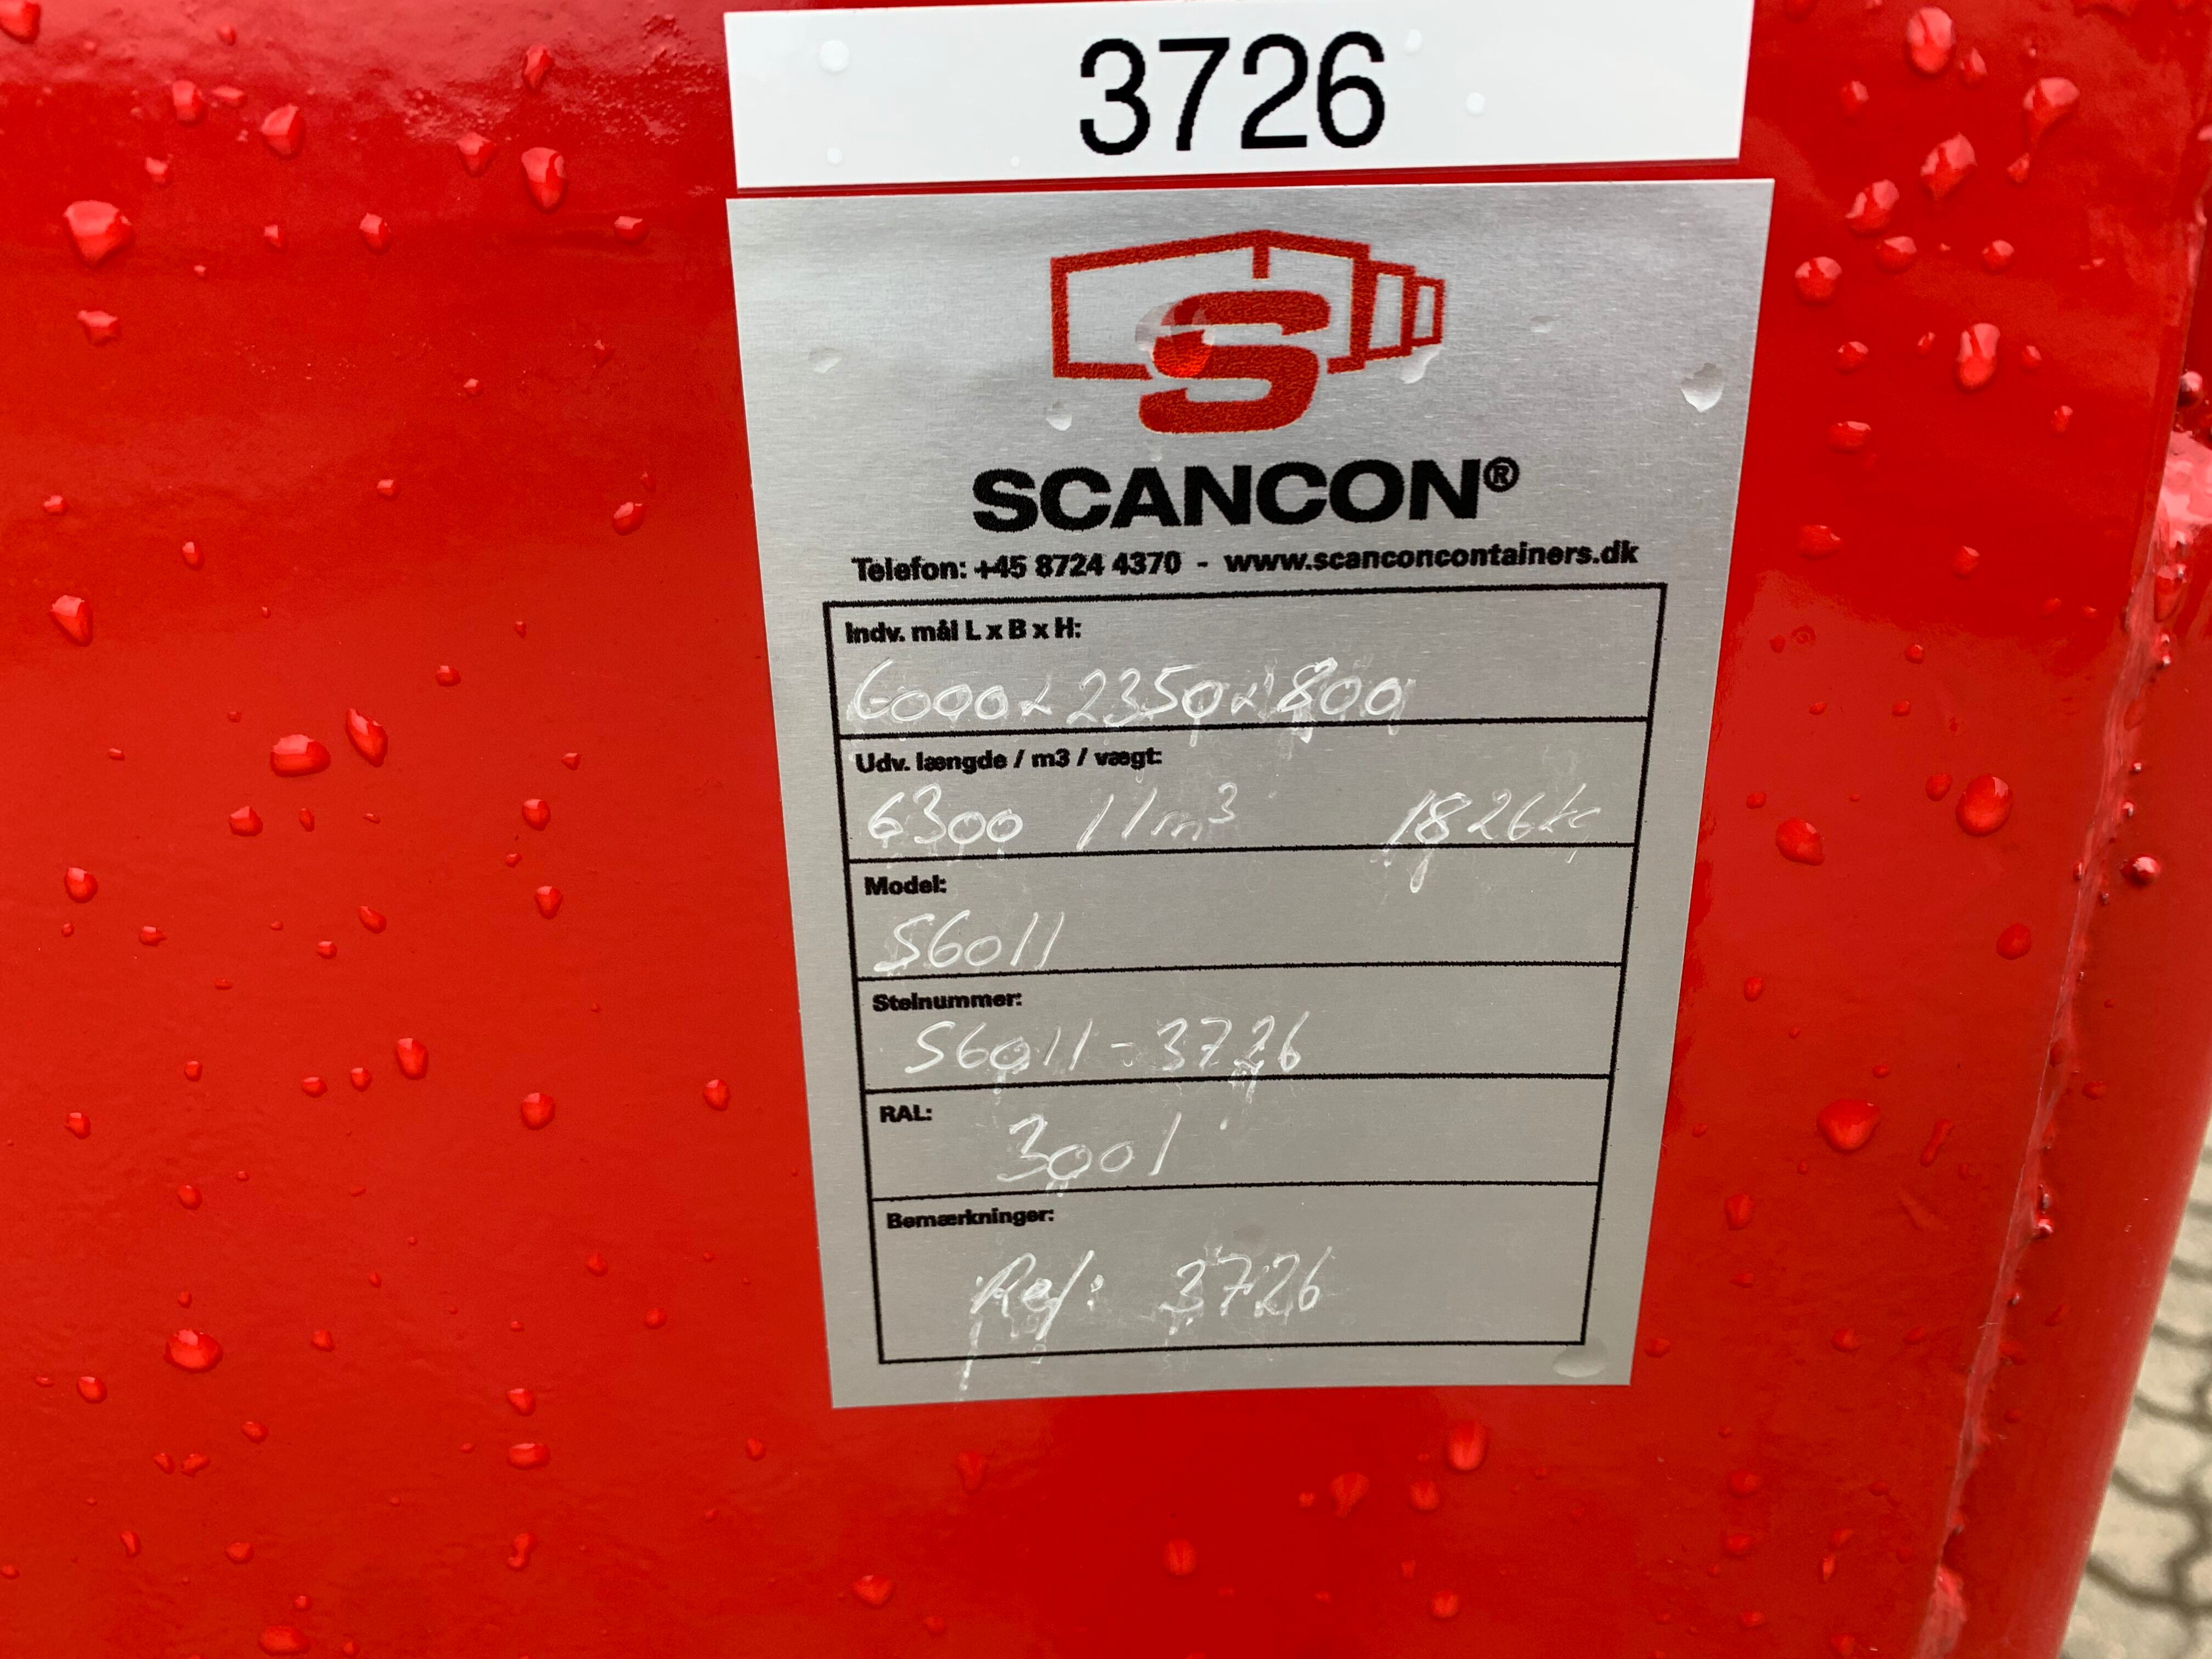 3726
S
SCANCON®
Telefon: +45 8724 4370 - www.scanconcontainers.dk
Indv. mål L x B x H:
6000x2350x800
Udv. længde / m3 / vægt:
6300 11m³ 1826kg
Model:
S6011
Stelnummer:
S6011-3726
RAL:
3001
Bemærkninger:
Ref: 3726